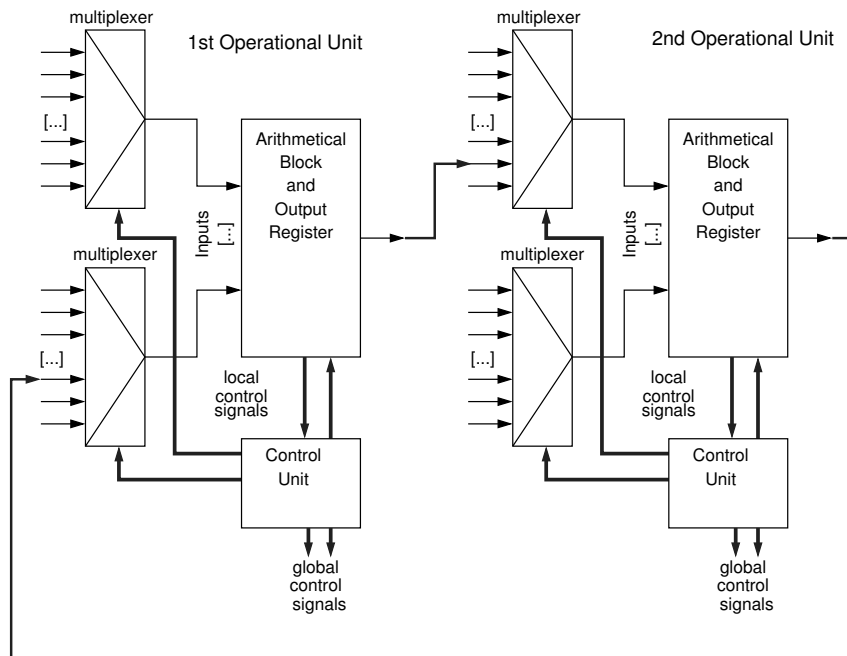 multiplexer
1st Operational Unit
[...]
Arithmetical
Block
and
Output
Register
Inputs
[...]
multiplexer
[...]
local
control
signals
Control
Unit
global
control
signals
multiplexer
2nd Operational Unit
[...]
Arithmetical
Block
and
Output
Register
Inputs
[...]
multiplexer
[...]
local
control
signals
Control
Unit
global
control
signals